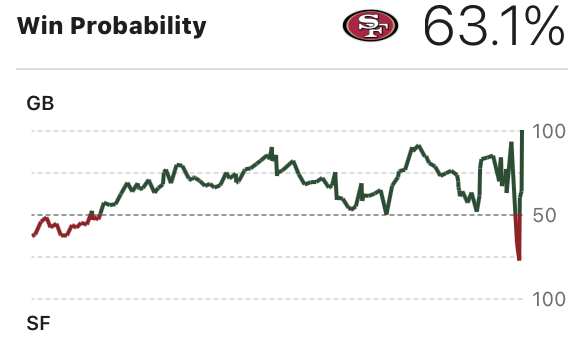 Win Probability
SF
63.1%
GB
100
50
100
SF